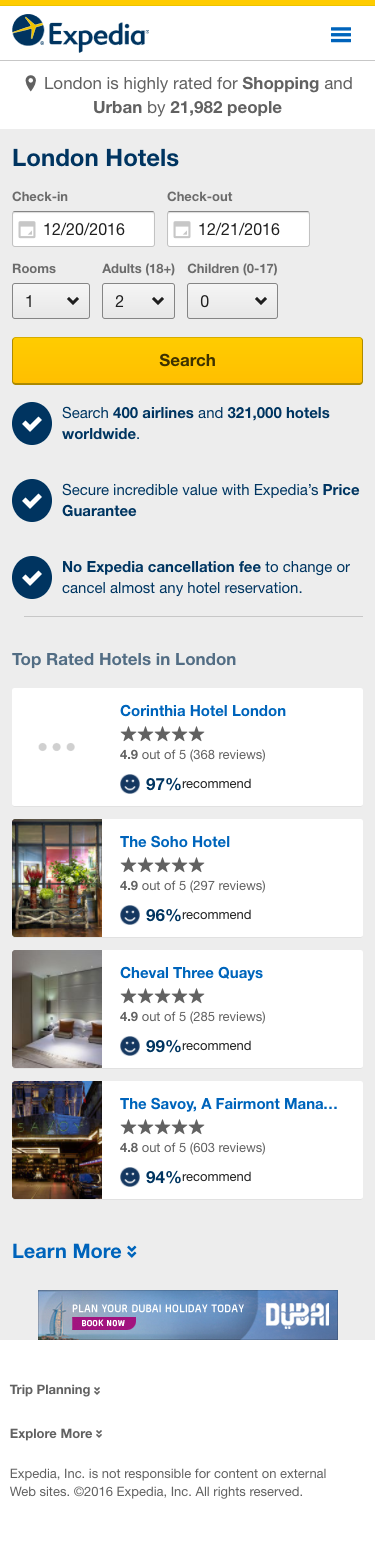 Expedia
London is highly rated for Shopping and
Urban by 21,982 people
London Hotels
Check-in Check-out
12/20/2016 12/21/2016
Rooms Adults (18+) Children (0-17)
1 2 0
Search
Search 400 airlines and 321,000 hotels
worldwide.
Secure incredible value with Expedia's Price
Guarantee
No Expedia cancellation fee to change or
cancel almost any hotel reservation.
Top Rated Hotels in London
Corinthia Hotel London
4.9 out of 5 (368 reviews)
97%recommend
The Soho Hotel
4.9 out of 5 (297 reviews)
96%recommend
Cheval Three Quays
4.9 out of 5 (285 reviews)
99%recommend
The Savoy, A Fairmont Mana...
4.8 out of 5 (603 reviews)
94%recommend
Learn More
PLAN YOUR DUBAI HOLIDAY TODAY
BOOK NOW
DUBAI
Trip Planning
Explore More
Expedia, Inc. is not responsible for content on external
Web sites. ©2016 Expedia, Inc. All rights reserved.